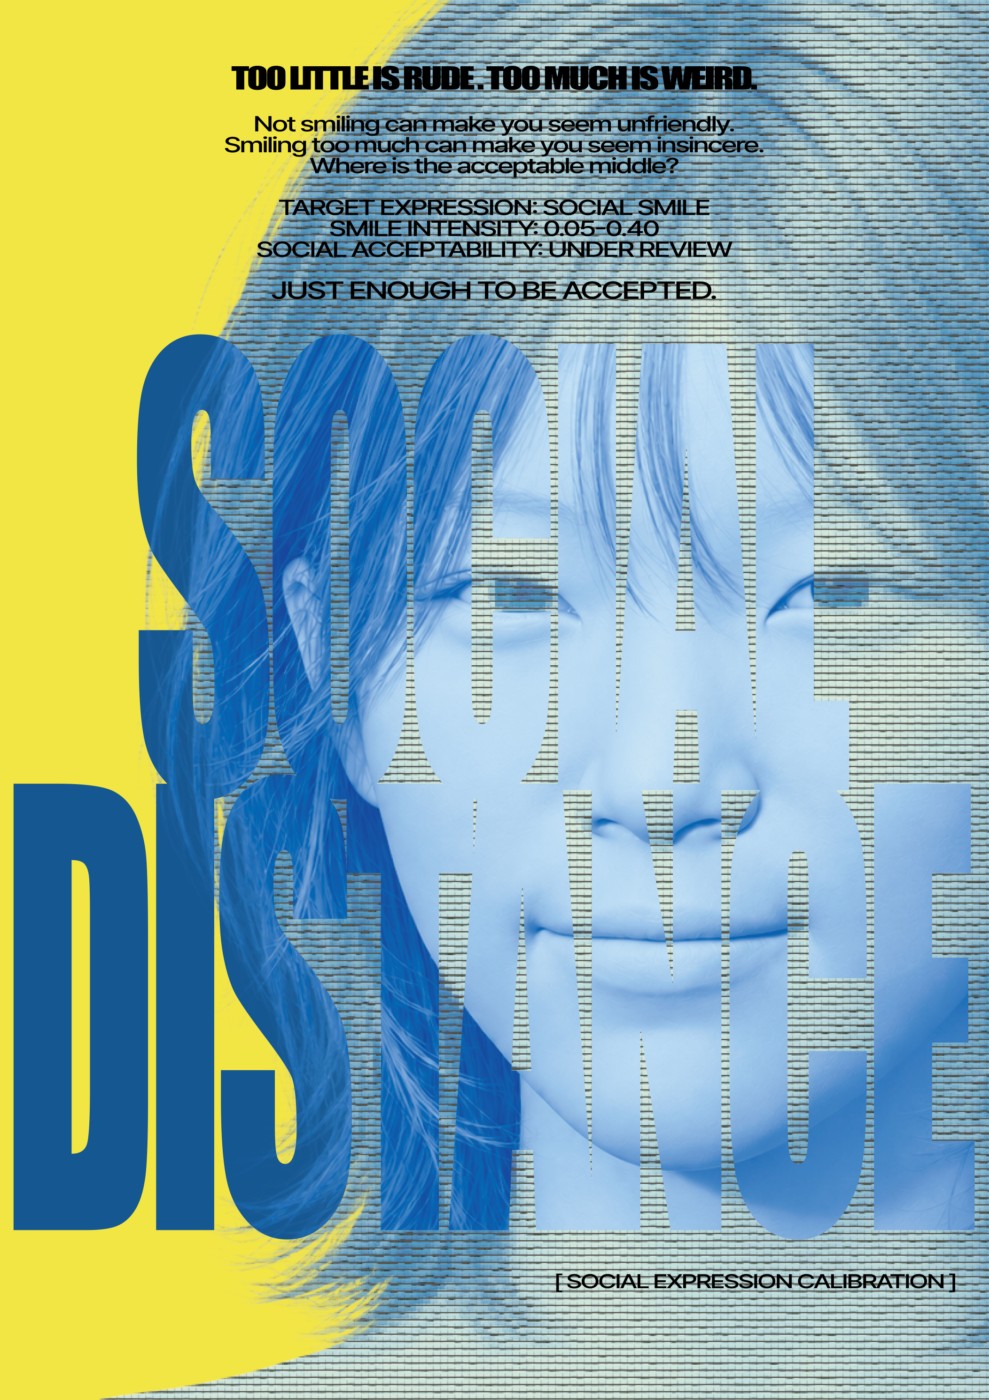 TOO LITTLE IS RUDE. TOO MUCH IS WEIRD.
Not smiling can make you seem unfriendly.
Smiling too much can make you seem insincere.
Where is the acceptable middle?
TARGET EXPRESSION: SOCIAL SMILE
SMILE INTENSITY: 0.05–0.40
SOCIAL ACCEPTABILITY: UNDER REVIEW
JUST ENOUGH TO BE ACCEPTED.
SOCIAL
DISTANCE
[ SOCIAL EXPRESSION CALIBRATION ]